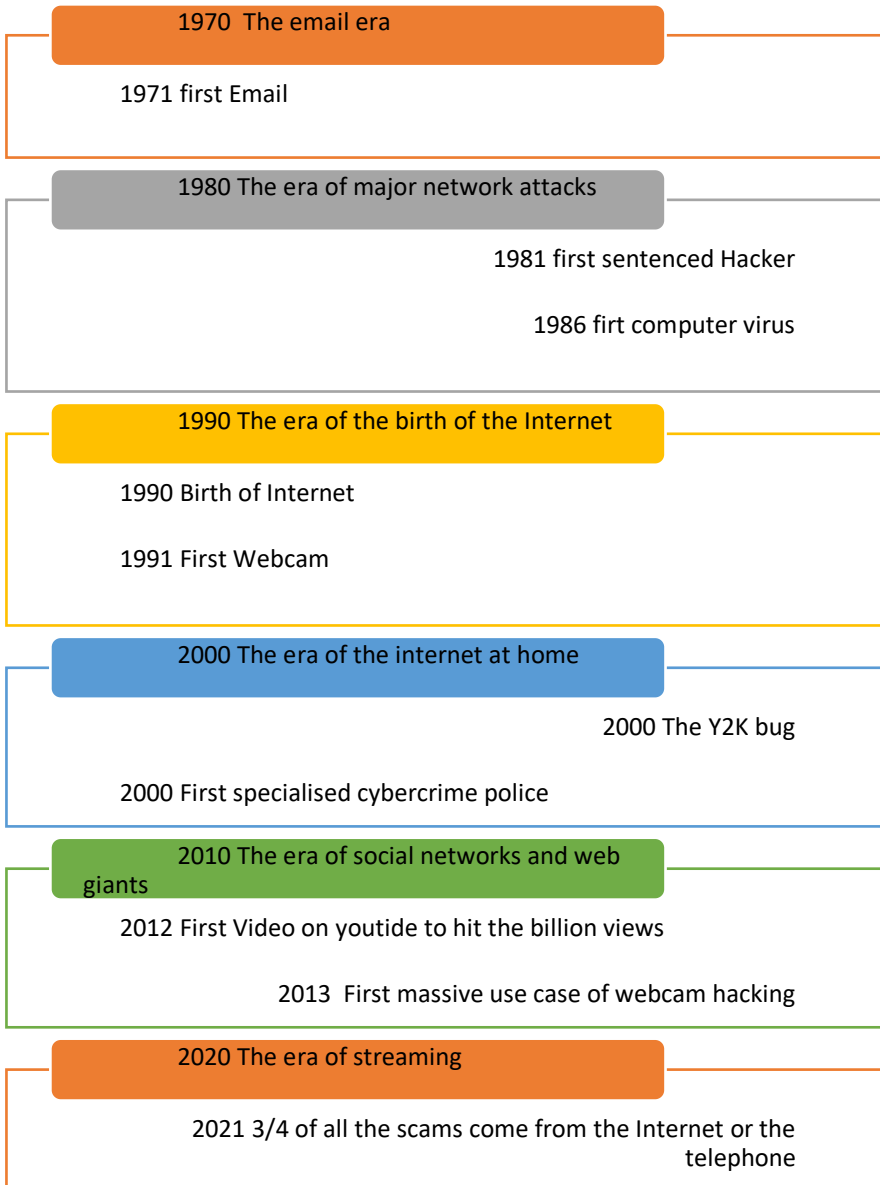 1970 The email era
1971 first Email
1980 The era of major network attacks
1981 first sentenced Hacker
1986 firt computer virus
1990 The era of the birth of the Internet
1990 Birth of Internet
1991 First Webcam
2000 The era of the internet at home
2000 The Y2K bug
2000 First specialised cybercrime police
2010 The era of social networks and web
giants
2012 First Video on youtide to hit the billion views
2013 First massive use case of webcam hacking
2020 The era of streaming
2021 3/4 of all the scams come from the Internet or the
telephone